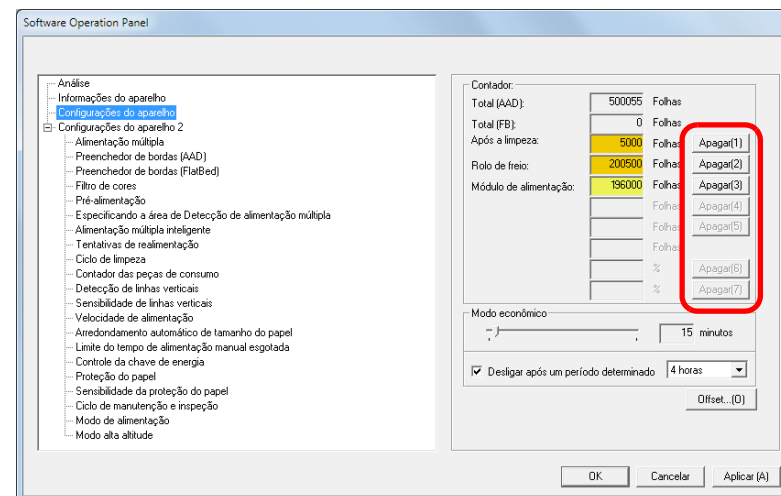 Software Operation Panel
Análise
Informações do aparelho
Configurações do aparelho
Configurações do aparelho 2
Alimentação múltipla
Preenchedor de bordas (AAD)
Preenchedor de bordas (FlatBed)
Filtro de cores
Pré-alimentação
Especificando a área de Detecção de alimentação múltipla
Alimentação múltipla inteligente
Tentativas de realimentação
Ciclo de limpeza
Contador das peças de consumo
Detecção de linhas verticais
Sensibilidade de linhas verticais
Velocidade de alimentação
Arredondamento automático de tamanho do papel
Limite do tempo de alimentação manual esgotada
Controle da chave de energia
Proteção do papel
Sensibilidade da proteção do papel
Ciclo de manutenção e inspeção
Modo de alimentação
Modo alta altitude
Contador:
Total (AAD): 500055 Folhas
Total (FB): 0 Folhas
Após a limpeza: 5000 Folhas Apagar(1)
Rolo de freio: 200500 Folhas Apagar(2)
Módulo de alimentação: 196000 Folhas Apagar(3)
Folhas Apagar(4)
Folhas Apagar(5)
Folhas
% Apagar(6)
% Apagar(7)
Modo econômico
15 minutos
Desligar após um período determinado 4 horas
Offset...(O)
OK Cancelar Aplicar (A)